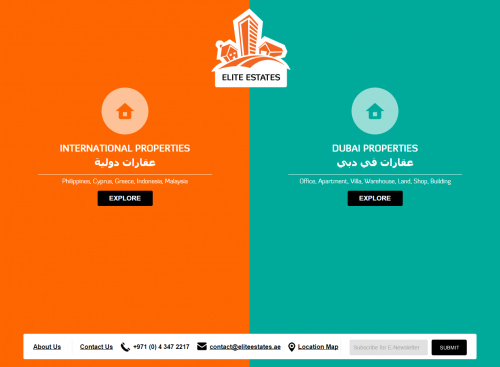 ELITE ESTATES
INTERNATIONAL PROPERTIES
عقارات دولية
Philippines, Cyprus, Greece, Indonesia, Malaysia
EXPLORE
DUBAI PROPERTIES
عقارات في دبي
Office, Apartment, Villa, Warehouse, Land, Shop, Building
EXPLORE
About Us Contact Us +971 (0) 4 347 2217 contact@eliteestates.ae Location Map Subscribe for E-Newsletter SUBMIT